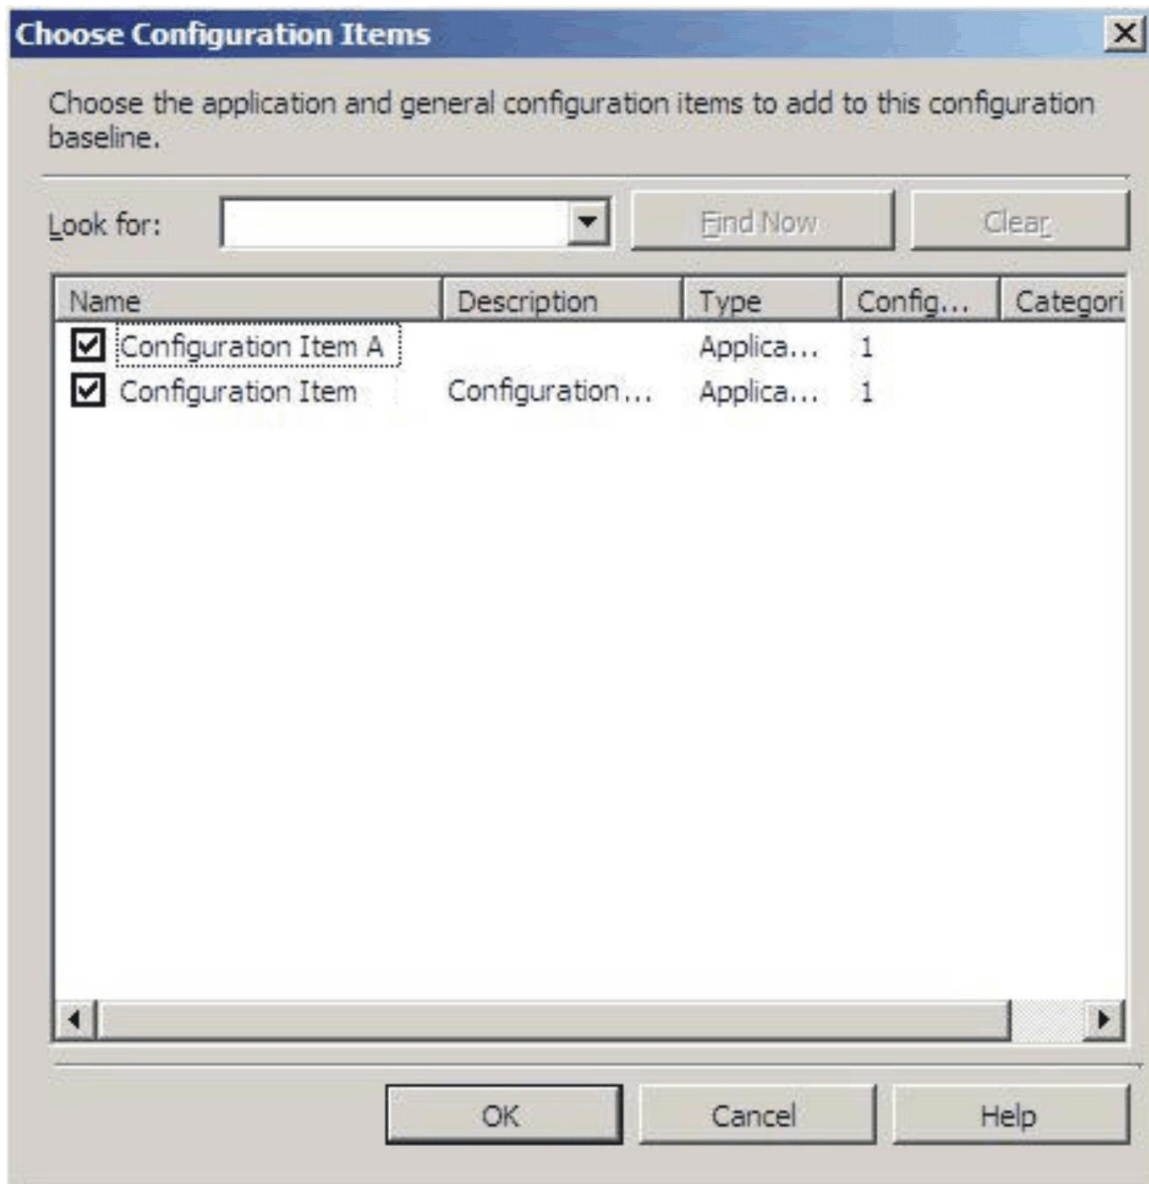 Choose Configuration Items
Choose the application and general configuration items to add to this configuration
baseline.
Look for:
Find Now
Clear
Name Description Type Config... Categori
Configuration Item A Applica... 1
Configuration Item Configuration... Applica... 1
OK Cancel Help